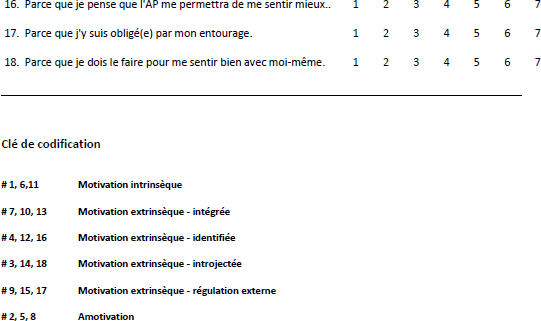 16. Parce que je pense que l'AP me permettra de me sentir mieux.. 1 2 3 4 5 6 7
17. Parce que j'y suis obligé(e) par mon entourage. 1 2 3 4 5 6 7
18. Parce que je dois le faire pour me sentir bien avec moi-même. 1 2 3 4 5 6 7
Clé de codification
# 1, 6,11 Motivation intrinsèque
# 7, 10, 13 Motivation extrinsèque - intégrée
# 4, 12, 16 Motivation extrinsèque - identifiée
# 3, 14, 18 Motivation extrinsèque - introjectée
# 9, 15, 17 Motivation extrinsèque - régulation externe
# 2, 5, 8 Amotivation